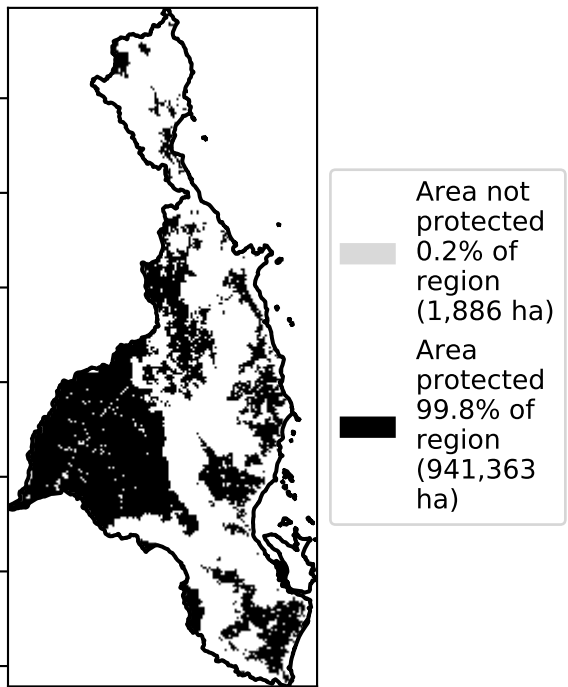 Area not
protected
0.2% of
region
(1,886 ha)
Area
protected
99.8% of
region
(941,363
ha)